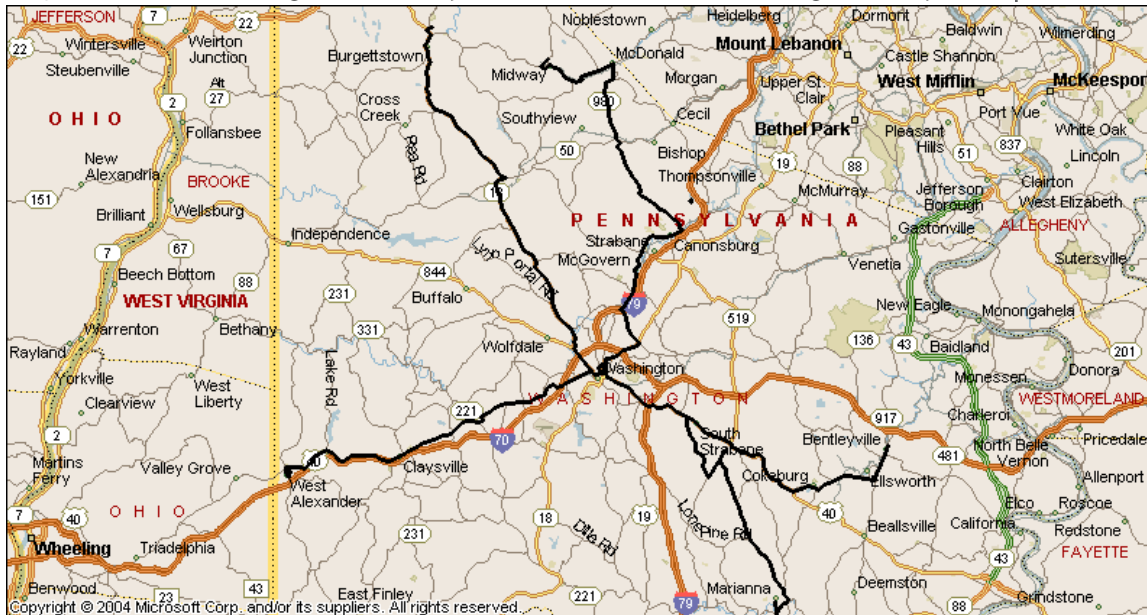 JEFFERSON
7
22
Weirton
Junction
Wintersville
22
Steubenville
Alt
27
2
OHIO
Follansbee
New
Alexandria
BROOKE
151
Brilliant
Wellsburg
7
67
Beech Bottom
88
WEST VIRGINIA
Warrenton
Bethany
Rayland
Yorkville
West
Liberty
Clearview
2
Martins
Ferry
Valley Grove
OHIO
7
40
Wheeling
Triadelphia
Benwood
23
43
Burgettstown
Cross
Creek
Rea Rd
18
Independence
844
Buffalo
231
331
Lynn Portal Rd
Wolfdale
Lake Rd
221
40
70
West
Alexander
Claysville
231
18
Dille Rd
East Finley
221
Noblestown
McDonald
Midway
Morgan
980
Southview
50
Cecil
Bishop
Thompsonville
PENNSYLVANIA
Strabane
Canonsburg
McGovern
79
519
Washington
WASHINGTON
South
Strabane
Cokeburg
19
Lone Pine Rd
Marianna
79
Heidelberg
Dormont
Baldwin
Mount Lebanon
Castle Shannon
Wilmerding
Upper St.
Clair
West Mifflin
McKeesport
Port Vue
Bethel Park
Pleasant
Hills
White Oak
19
88
51
837
Lincoln
McMurray
Jefferson
Borough
Clairton
West Elizabeth
ALLEGHENY
Gastonville
Sutersville
Venetia
New Eagle
Monongahela
136
43
Baidland
201
Monessen
Donora
WESTMORELAND
917
Charleroi
Bentleyville
North Belle
Vernon
Pricedale
481
Ellsworth
Allenport
40
Elco
Roscoe
Beallsville
California
Redstone
43
FAYETTE
Deemston
88
Grindstone
Copyright © 2004 Microsoft Corp. and/or its suppliers. All rights reserved.